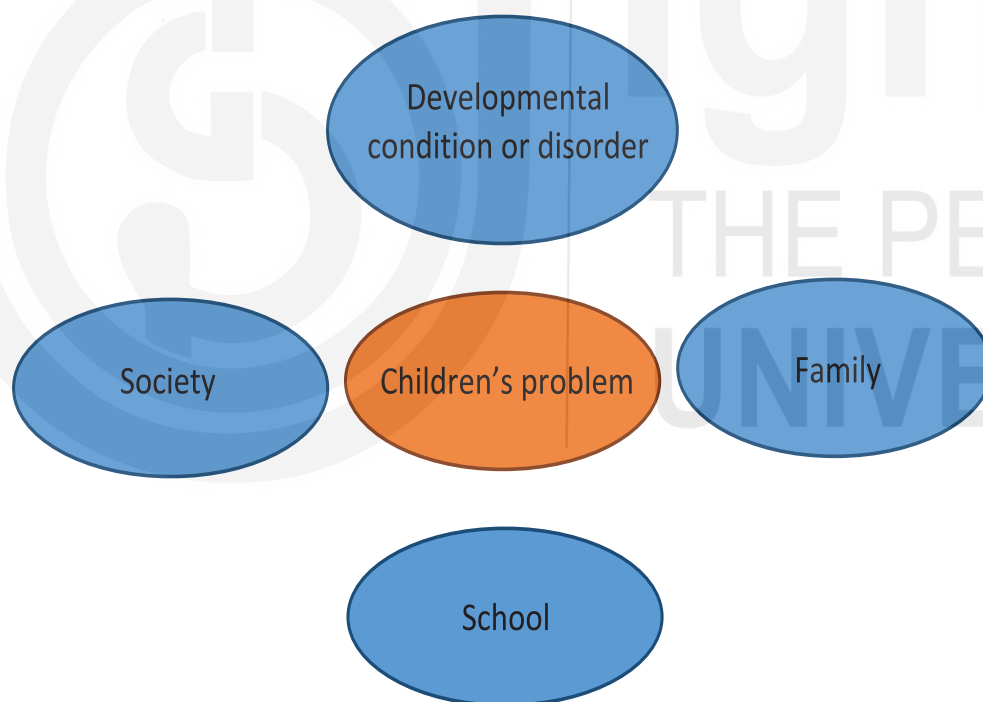 Developmental
condition or disorder
Society
Children's problem
Family
School
THE PE
UNIVE